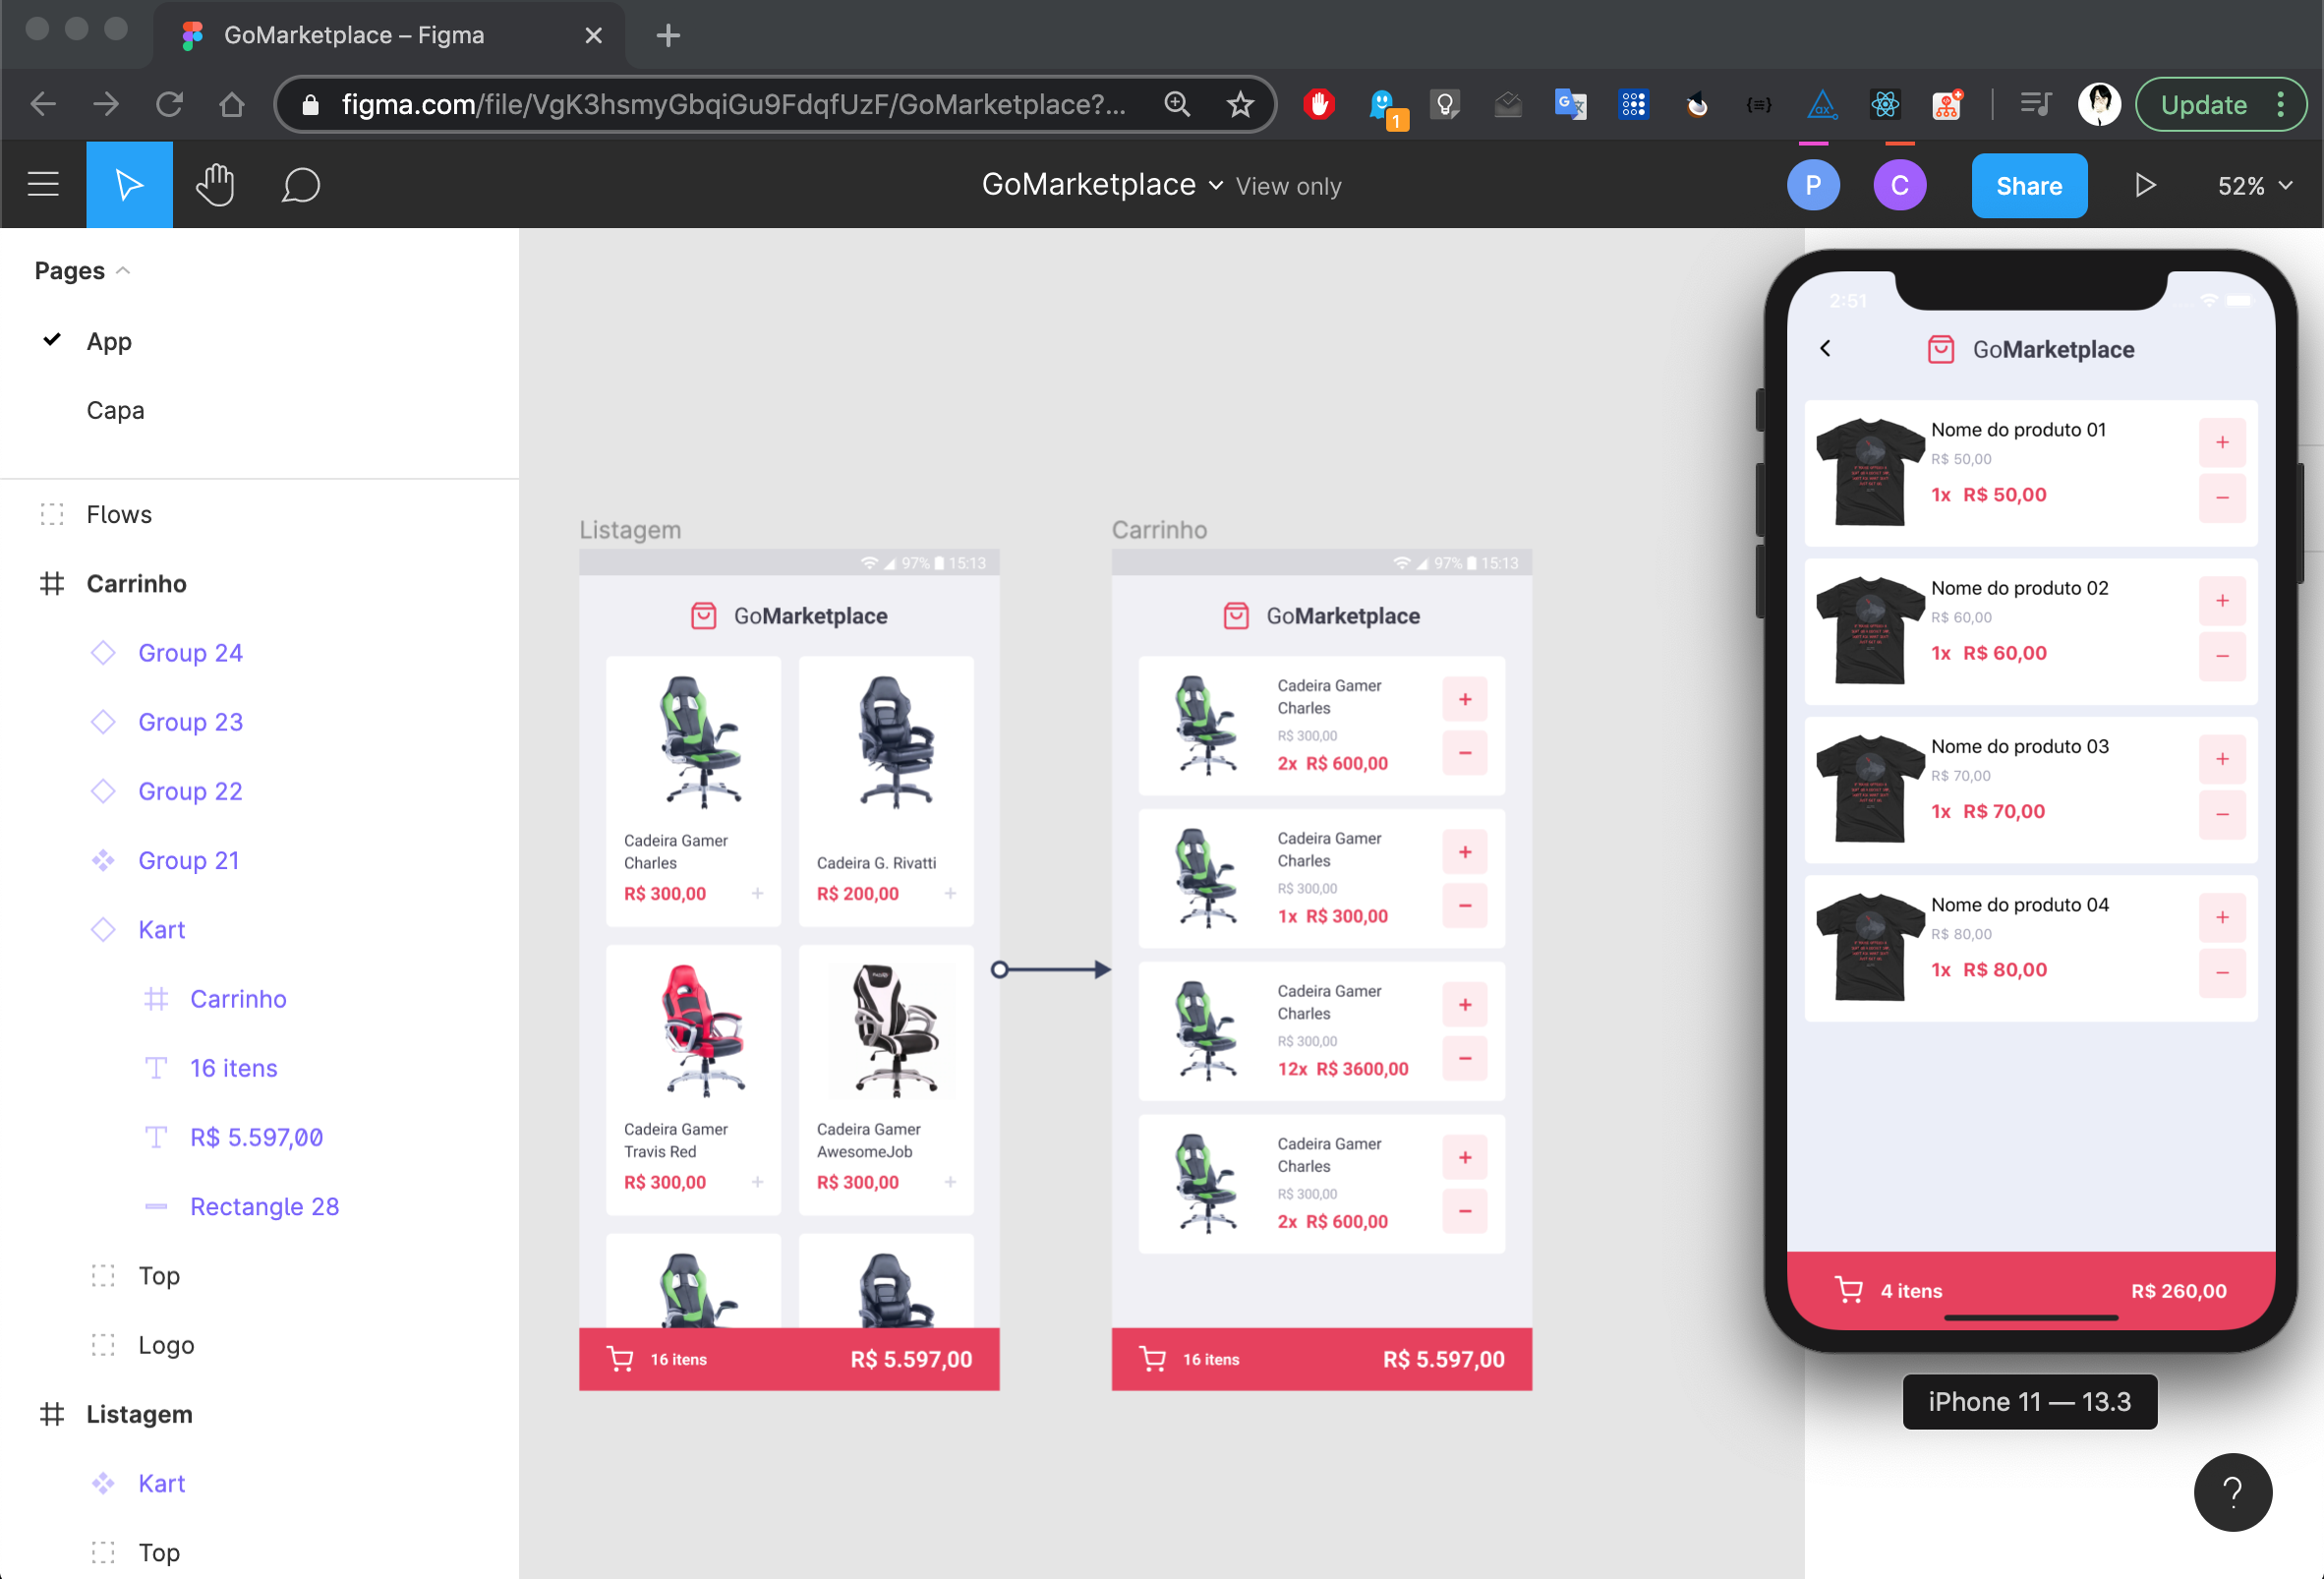 GoMarketplace – Figma
figma.com/file/VgK3hsmyGbqiGu9FdqfUzF/GoMarketplace?...
1
Update
GoMarketplace
View only
P
C
Share
52%
Pages
App
Capa
Flows
Carrinho
Group 24
Group 23
Group 22
Group 21
Kart
Carrinho
16 itens
R$ 5.597,00
Rectangle 28
Top
Logo
Listagem
Kart
Top
Listagem
97% 15:13
GoMarketplace
Cadeira Gamer
Charles
R$ 300,00 +
Cadeira G. Rivatti
R$ 200,00 +
Cadeira Gamer
Travis Red
R$ 300,00 +
Cadeira Gamer
AwesomeJob
R$ 300,00 +
16 itens
R$ 5.597,00
Carrinho
97% 15:13
GoMarketplace
Cadeira Gamer
Charles
R$ 300,00
2x R$ 600,00
+
−
Cadeira Gamer
Charles
R$ 300,00
1x R$ 300,00
+
−
Cadeira Gamer
Charles
R$ 300,00
12x R$ 3600,00
+
−
Cadeira Gamer
Charles
R$ 300,00
2x R$ 600,00
+
−
16 itens
R$ 5.597,00
2:51
GoMarketplace
Nome do produto 01
R$ 50,00
1x R$ 50,00
+
−
Nome do produto 02
R$ 60,00
1x R$ 60,00
+
−
Nome do produto 03
R$ 70,00
1x R$ 70,00
+
−
Nome do produto 04
R$ 80,00
1x R$ 80,00
+
−
4 itens
R$ 260,00
iPhone 11 — 13.3
?